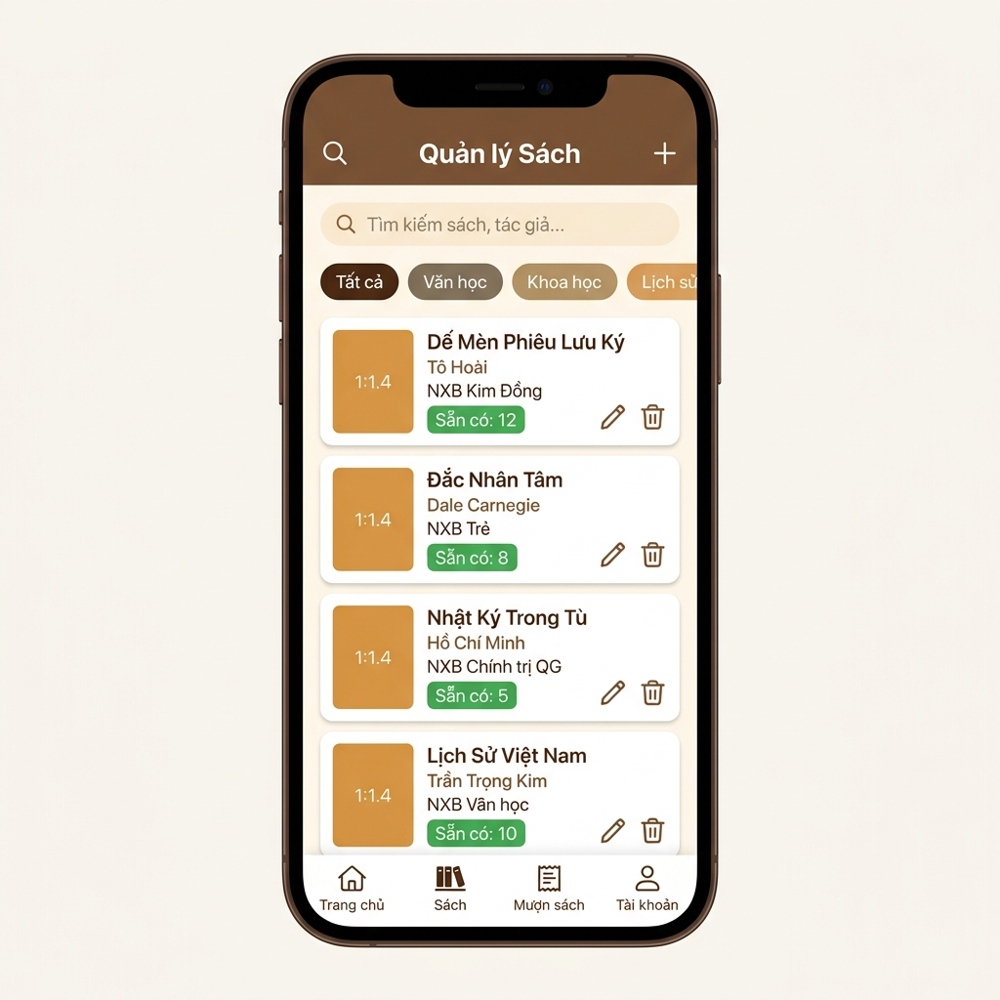 Quản lý Sách
Tìm kiếm sách, tác giả...
Tất cả
Văn học
Khoa học
Lịch sử
1:1.4
Dế Mèn Phiêu Lưu Ký
Tô Hoài
NXB Kim Đồng
Sẵn có: 12
1:1.4
Đắc Nhân Tâm
Dale Carnegie
NXB Trẻ
Sẵn có: 8
1:1.4
Nhật Ký Trong Tù
Hồ Chí Minh
NXB Chính trị QG
Sẵn có: 5
1:1.4
Lịch Sử Việt Nam
Trần Trọng Kim
NXB Văn học
Sẵn có: 10
Trang chủ
Sách
Mượn sách
Tài khoản